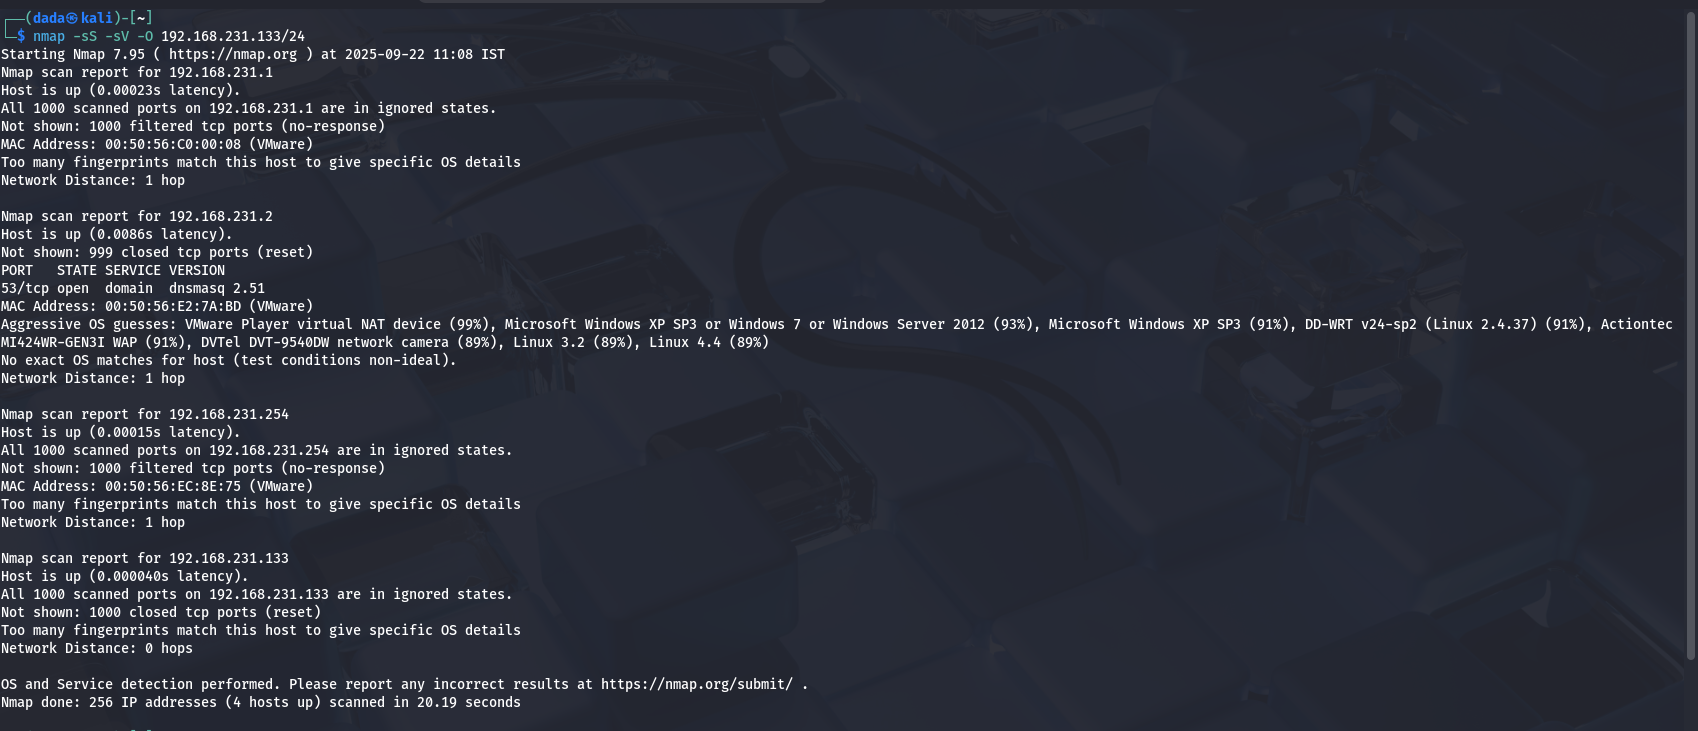 ┌──(dada㉿kali)-[~]
└─$ nmap -sS -sV -O 192.168.231.133/24
Starting Nmap 7.95 ( https://nmap.org ) at 2025-09-22 11:08 IST
Nmap scan report for 192.168.231.1
Host is up (0.00023s latency).
All 1000 scanned ports on 192.168.231.1 are in ignored states.
Not shown: 1000 filtered tcp ports (no-response)
MAC Address: 00:50:56:C0:00:08 (VMware)
Too many fingerprints match this host to give specific OS details
Network Distance: 1 hop

Nmap scan report for 192.168.231.2
Host is up (0.0086s latency).
Not shown: 999 closed tcp ports (reset)
PORT   STATE SERVICE VERSION
53/tcp open  domain  dnsmasq 2.51
MAC Address: 00:50:56:E2:7A:BD (VMware)
Aggressive OS guesses: VMware Player virtual NAT device (99%), Microsoft Windows XP SP3 or Windows 7 or Windows Server 2012 (93%), Microsoft Windows XP SP3 (91%), DD-WRT v24-sp2 (Linux 2.4.37) (91%), Actiontec
MI424WR-GEN3I WAP (91%), DVTel DVT-9540DW network camera (89%), Linux 3.2 (89%), Linux 4.4 (89%)
No exact OS matches for host (test conditions non-ideal).
Network Distance: 1 hop

Nmap scan report for 192.168.231.254
Host is up (0.00015s latency).
All 1000 scanned ports on 192.168.231.254 are in ignored states.
Not shown: 1000 filtered tcp ports (no-response)
MAC Address: 00:50:56:EC:8E:75 (VMware)
Too many fingerprints match this host to give specific OS details
Network Distance: 1 hop

Nmap scan report for 192.168.231.133
Host is up (0.000040s latency).
All 1000 scanned ports on 192.168.231.133 are in ignored states.
Not shown: 1000 closed tcp ports (reset)
Too many fingerprints match this host to give specific OS details
Network Distance: 0 hops

OS and Service detection performed. Please report any incorrect results at https://nmap.org/submit/ .
Nmap done: 256 IP addresses (4 hosts up) scanned in 20.19 seconds